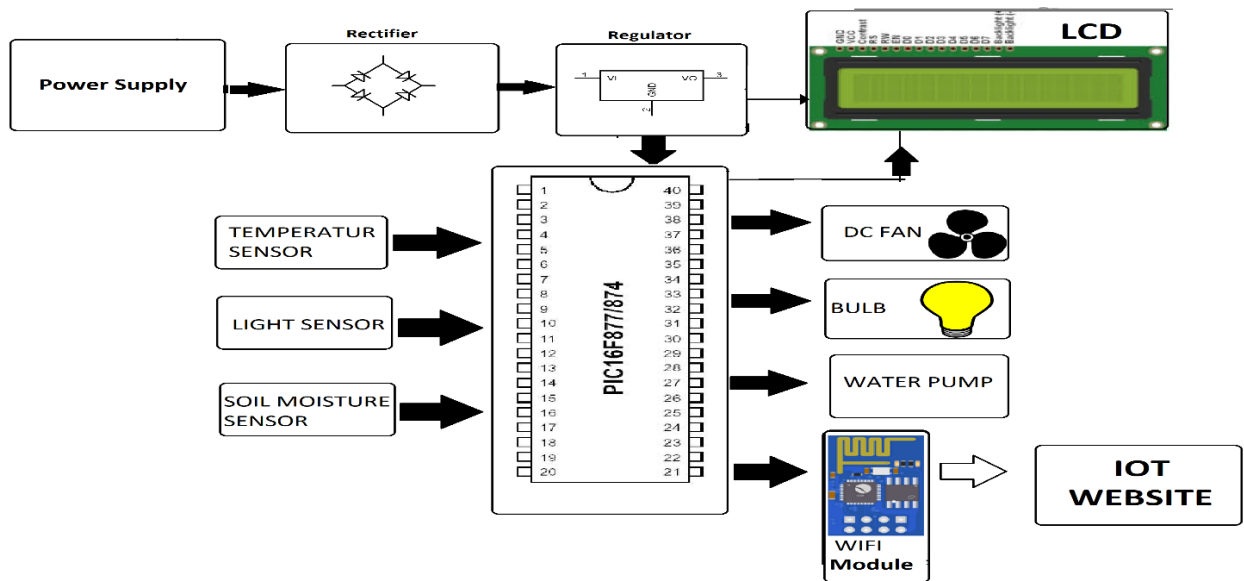 Power Supply
Rectifier
Regulator
1
VI
VO
3
GND
2
GND
VCC
Contrast
RS
RW
EN
D0
D1
D2
D3
D4
D5
D6
D7
Backlight (+)
Backlight (-)
LCD
TEMPERATUR
SENSOR
LIGHT SENSOR
SOIL MOISTURE
SENSOR
1
2
3
4
5
6
7
8
9
10
11
12
13
14
15
16
17
18
19
20
PIC16F877/874
40
39
38
37
36
35
34
33
32
31
30
29
28
27
26
25
24
23
22
21
DC FAN
BULB
WATER PUMP
WIFI
Module
IOT
WEBSITE